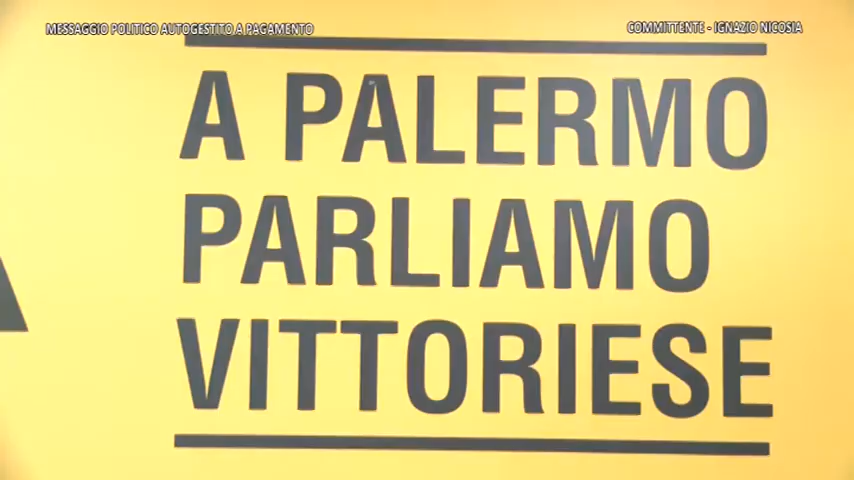 MESSAGGIO POLITICO AUTOGESTITO A PAGAMENTO
COMMITTENTE - IGNAZIO NICOSIA
A PALERMO
PARLIAMO
VITTORIESE